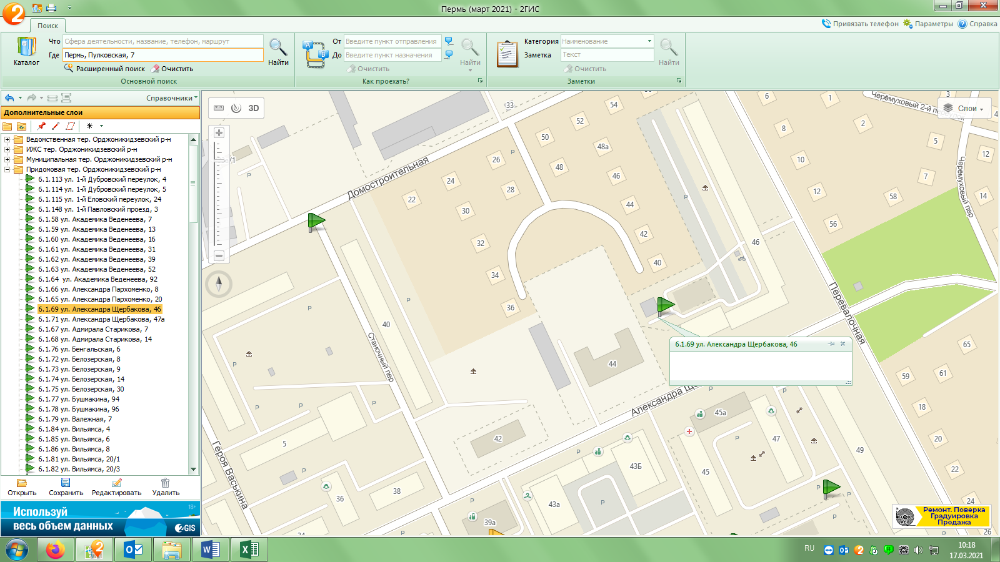 Пермь (март 2021) - 2ГИС
Поиск
Привязать телефон
Параметры
Справка
Каталог
Что
Сфера деятельности, название, телефон, маршрут
Где
Пермь, Пулковская, 7
Расширенный поиск
Очистить
Найти
Основной поиск
От
Введите пункт отправления
До
Введите пункт назначения
Очистить
Найти
Как проехать?
Категория
Наименование
Заметка
Текст
Очистить
Найти
Заметки
Справочники
Дополнительные слои
Ведомственная тер. Орджоникидзевский р-н
ИЖС тер. Орджоникидзевский р-н
Муниципальная тер. Орджоникидзевский р-н
Придомовая тер. Орджоникидзевский р-н
6.1.113 ул. 1-й Дубровский переулок, 4
6.1.114 ул. 1-й Дубровский переулок, 5
6.1.115 ул. 1-й Еловский переулок, 24
6.1.148 ул. 1-й Павловский проезд, 3
6.1.58 ул. Академика Веденеева, 7
6.1.59 ул. Академика Веденеева, 13
6.1.60 ул. Академика Веденеева, 16
6.1.61 ул. Академика Веденеева, 31
6.1.62 ул. Академика Веденеева, 39
6.1.63 ул. Академика Веденеева, 52
6.1.64 ул. Академика Веденеева, 92
6.1.66 ул. Александра Пархоменко, 8
6.1.65 ул. Александра Пархоменко, 20
6.1.69 ул. Александра Щербакова, 46
6.1.71 ул. Александра Щербакова, 47а
6.1.67 ул. Адмирала Старикова, 7
6.1.68 ул. Адмирала Старикова, 14
6.1.76 ул. Бенгальская, 6
6.1.72 ул. Белозерская, 8
6.1.73 ул. Белозерская, 9
6.1.74 ул. Белозерская, 14
6.1.75 ул. Белозерская, 30
6.1.77 ул. Бушмакина, 94
6.1.78 ул. Бушмакина, 96
6.1.79 ул. Валежная, 7
6.1.84 ул. Вильямса, 4
6.1.85 ул. Вильямса, 6
6.1.86 ул. Вильямса, 8
6.1.81 ул. Вильямса, 20/1
6.1.82 ул. Вильямса, 20/3
Открыть
Сохранить
Редактировать
Удалить
Используй
весь объем данных
18+
2GIS
3D
Слои
33
54
52
50
48а
48
46
26
24
28
22
30
44
32
42
34
40
36
46
6
1
3
8
2
5
12
10
7
12
58
14
56
Черёмуховый 2-й переулок
Черёмуховый пер
Домостроительная
Перевалочная
Станочный пер
Героя Васькина
Александра Ще
40
44
6.1.69 ул. Александра Щербакова, 46
65
61
59
18
20
22
24
26
45а
47
49
45
42
43Б
43а
39а
5
38
36
Ремонт. Поверка
Градуировка
Продажа
RU
10:18
17.03.2021